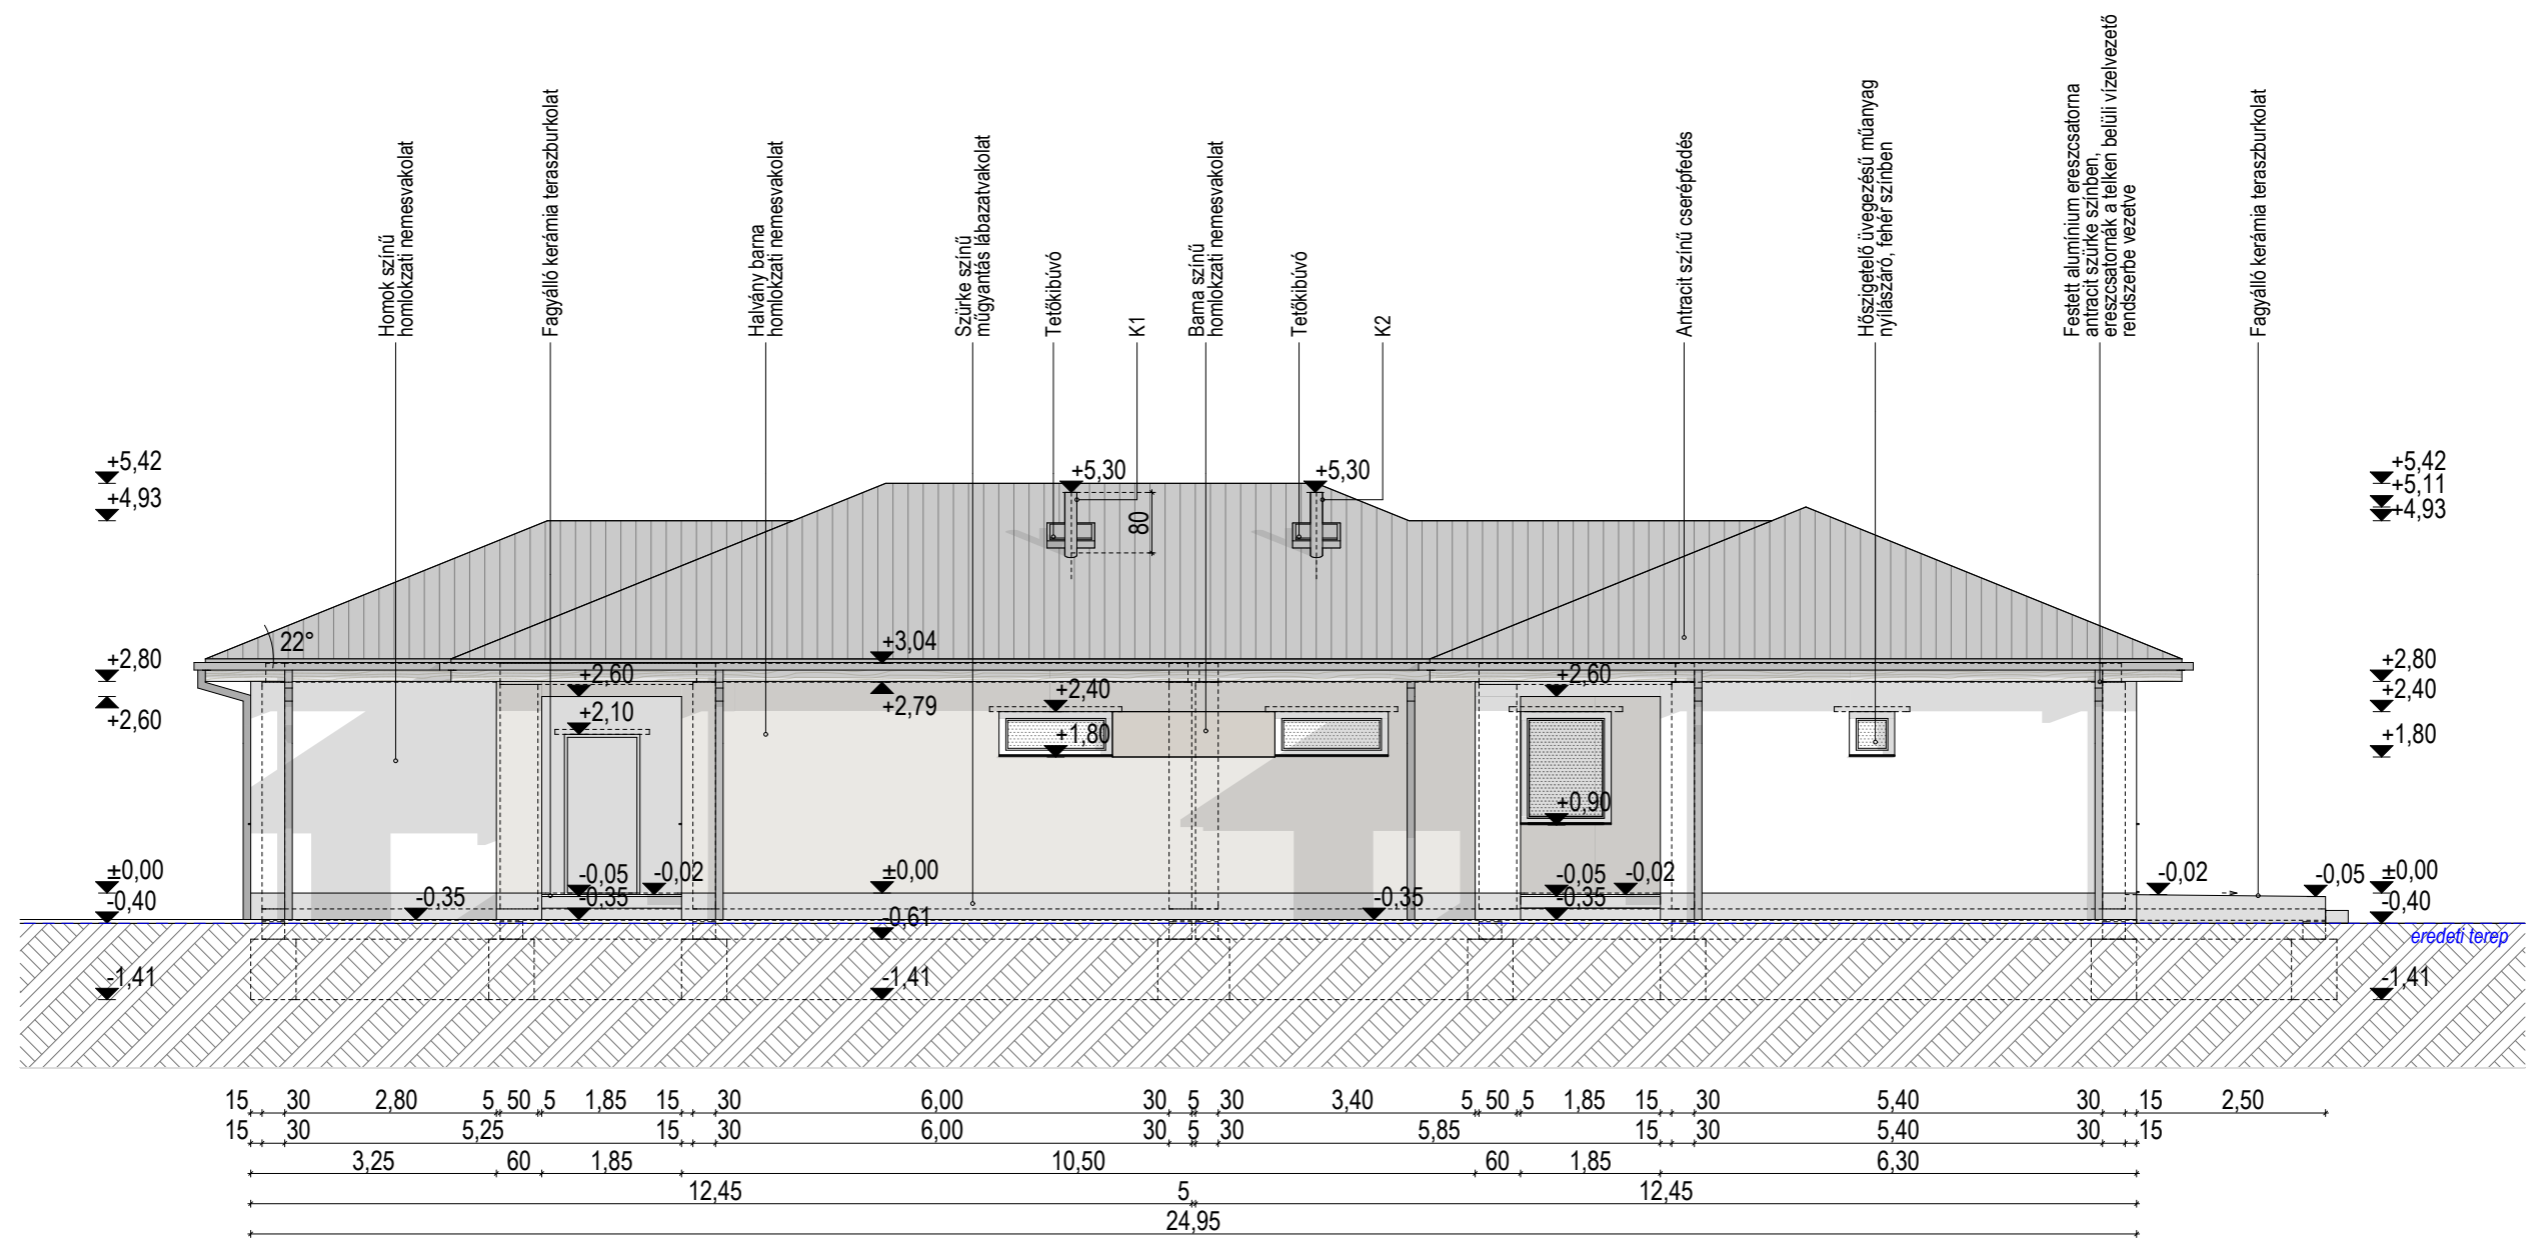 Homok színű
homlokzati nemesvakolat
Fagyálló kerámia teraszburkolat
Halvány barna
homlokzati nemesvakolat
Szürke színű
műgyantás lábazatvakolat
Tetőkibúvó
K1
Barna színű
homlokzati nemesvakolat
Tetőkibúvó
K2
Antracit színű cserépfedés
Hőszigetelő üvegezésű műanyag
nyílászáró, fehér színben
Festett alumínium ereszcsatorna
antracit szürke színben,
ereszcsatornák a telken belüli vízelvezető
rendszerbe vezetve
Fagyálló kerámia teraszburkolat
+5,42
+4,93
+5,30
80
+5,30
+5,42
+5,11
+4,93
22°
+2,80
+2,60
+2,60
+2,10
+3,04
+2,79
+2,40
+1,80
+2,60
+0,90
+2,80
+2,40
+1,80
±0,00
-0,40
-0,35
-0,05
-0,02
-0,35
±0,00
-0,61
-0,35
-0,05
-0,02
-0,35
-0,02
-0,05
±0,00
-0,40
eredeti terep
-1,41
-1,41
-1,41
15 30 2,80 5 50 5 1,85 15 30 6,00 30 5 30 3,40 5 50 5 1,85 15 30 5,40 30 15 2,50
15 30 5,25 15 30 6,00 30 5 30 5,85 15 30 5,40 30 15
3,25 60 1,85 10,50 60 1,85 6,30
12,45 5 12,45
24,95